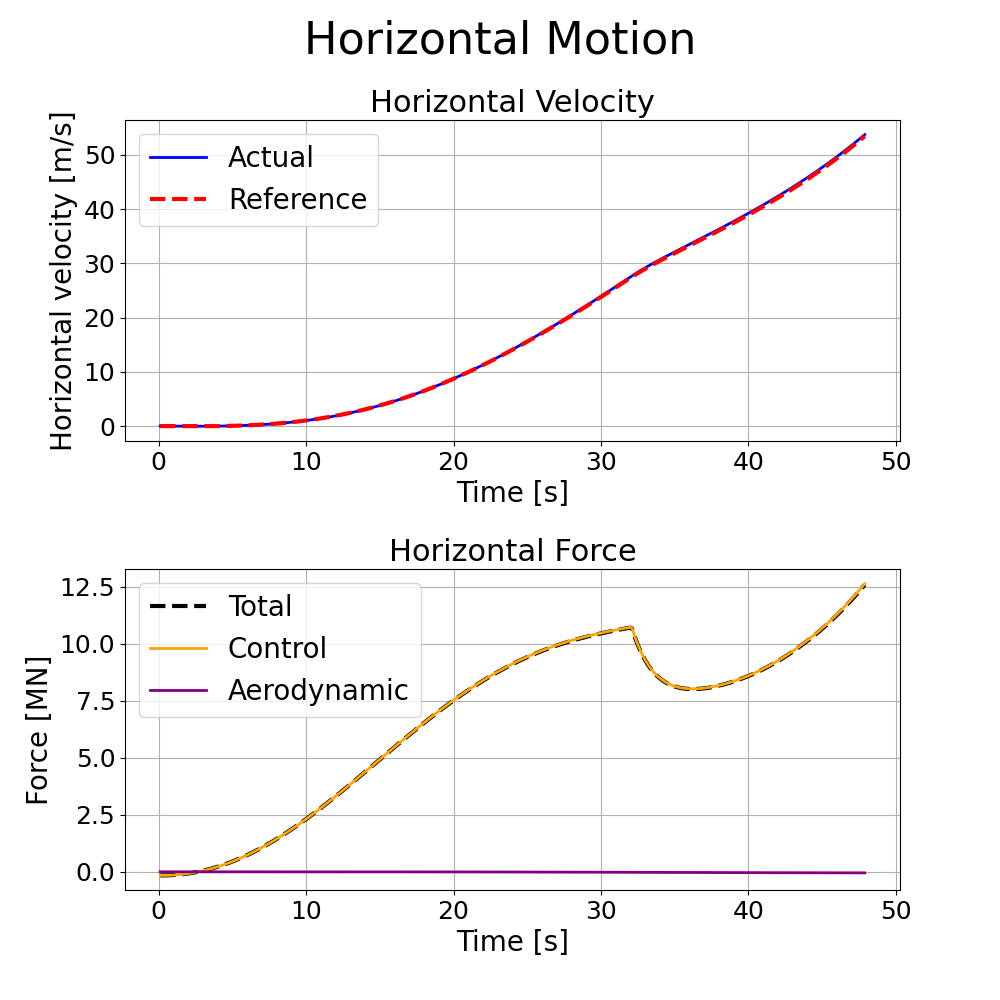 Horizontal Motion
Horizontal Velocity
Horizontal velocity [m/s]
50
40
30
20
10
0
Actual
Reference
0 10 20 30 40 50
Time [s]
Horizontal Force
Force [MN]
12.5
10.0
7.5
5.0
2.5
0.0
Total
Control
Aerodynamic
0 10 20 30 40 50
Time [s]